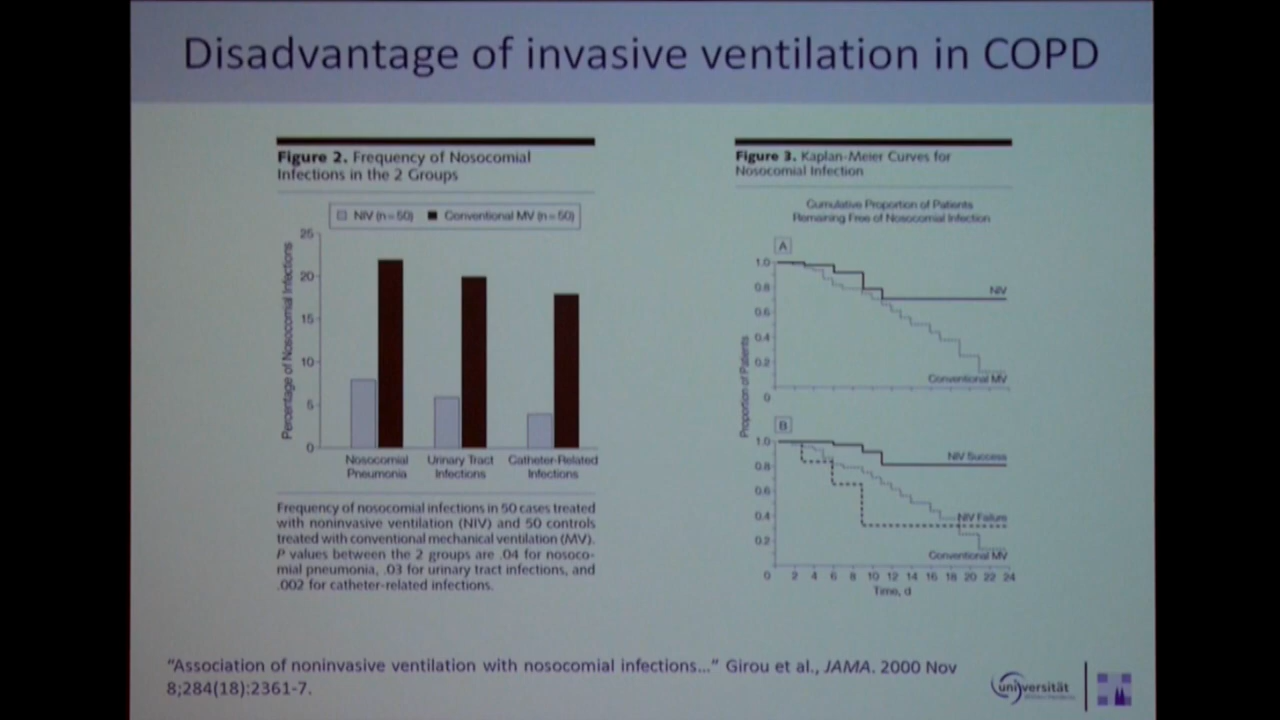 Disadvantage of invasive ventilation in COPD
Figure 2. Frequency of Nosocomial
Infections in the 2 Groups
NIV (n=50) Conventional MV (n=50)
Percentage of Nosocomial Infections
25
20
15
10
5
0
Nosocomial
Pneumonia
Urinary Tract
Infections
Catheter-Related
Infections
Frequency of nosocomial infections in 50 cases treated
with noninvasive ventilation (NIV) and 50 controls
treated with conventional mechanical ventilation (MV).
P values between the 2 groups are .04 for nosoco-
mial pneumonia, .03 for urinary tract infections, and
.002 for catheter-related infections.
Figure 3. Kaplan-Meier Curves for
Nosocomial Infection
Cumulative Proportion of Patients
Remaining Free of Nosocomial Infection
Proportion of Patients
A
1.0
0.8
0.6
0.4
0.2
0
NIV
Conventional MV
B
1.0
0.8
0.6
0.4
0.2
NIV Success
NIV Failure
Conventional MV
0 2 4 6 8 10 12 14 16 18 20 22 24
Time, d
"Association of noninvasive ventilation with nosocomial infections..." Girou et al., JAMA. 2000 Nov
8;284(18):2361-7.
universität